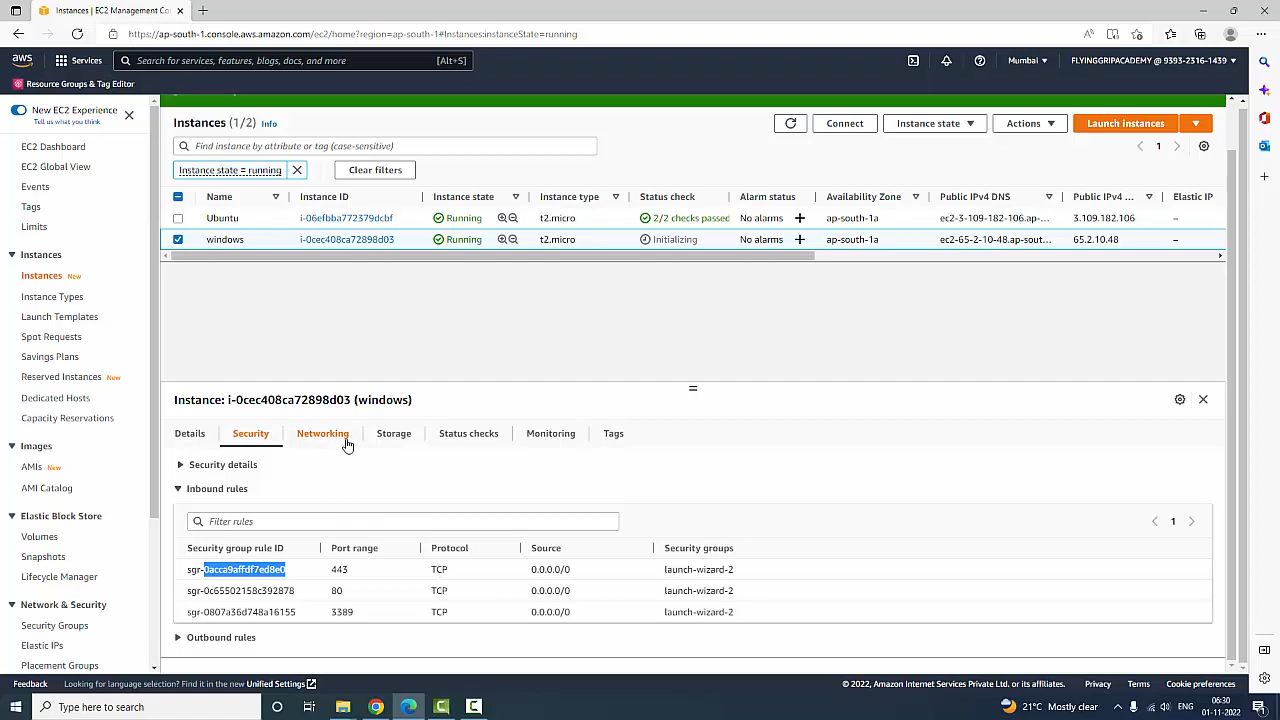 Instances | EC2 Management Co
https://ap-south-1.console.aws.amazon.com/ec2/home?region=ap-south-1#Instances:instanceState=running
aws Services Search for services, features, blogs, docs, and more [Alt+S] Mumbai FLYINGGRIPACADEMY @ 9393-2316-1439
Resource Groups & Tag Editor
New EC2 Experience
Tell us what you think
EC2 Dashboard
EC2 Global View
Events
Tags
Limits
Instances
Instances New
Instance Types
Launch Templates
Spot Requests
Savings Plans
Reserved Instances New
Dedicated Hosts
Capacity Reservations
Images
AMIs New
AMI Catalog
Elastic Block Store
Volumes
Snapshots
Lifecycle Manager
Network & Security
Security Groups
Elastic IPs
Placement Groups
Instances (1/2) Info
Connect Instance state Actions Launch instances
Find instance by attribute or tag (case-sensitive) 1
Instance state = running Clear filters
Name Instance ID Instance state Instance type Status check Alarm status Availability Zone Public IPv4 DNS Public IPv4 ... Elastic IP
Ubuntu i-06efbba772379dcbf Running t2.micro 2/2 checks passed No alarms + ap-south-1a ec2-3-109-182-106.ap-... 3.109.182.106 –
windows i-0cec408ca72898d03 Running t2.micro Initializing No alarms + ap-south-1a ec2-65-2-10-48.ap-sout... 65.2.10.48 –
Instance: i-0cec408ca72898d03 (windows)
Details Security Networking Storage Status checks Monitoring Tags
Security details
Inbound rules
Filter rules 1
Security group rule ID Port range Protocol Source Security groups
sgr-0acca9affdf7ed8e0 443 TCP 0.0.0.0/0 launch-wizard-2
sgr-0c65502158c392878 80 TCP 0.0.0.0/0 launch-wizard-2
sgr-0807a36d748a16155 3389 TCP 0.0.0.0/0 launch-wizard-2
Outbound rules
Feedback Looking for language selection? Find it in the new Unified Settings © 2022, Amazon Internet Services Private Ltd. or its affiliates. Privacy Terms Cookie preferences
Type here to search 21°C Mostly clear ENG 06:30
01-11-2022